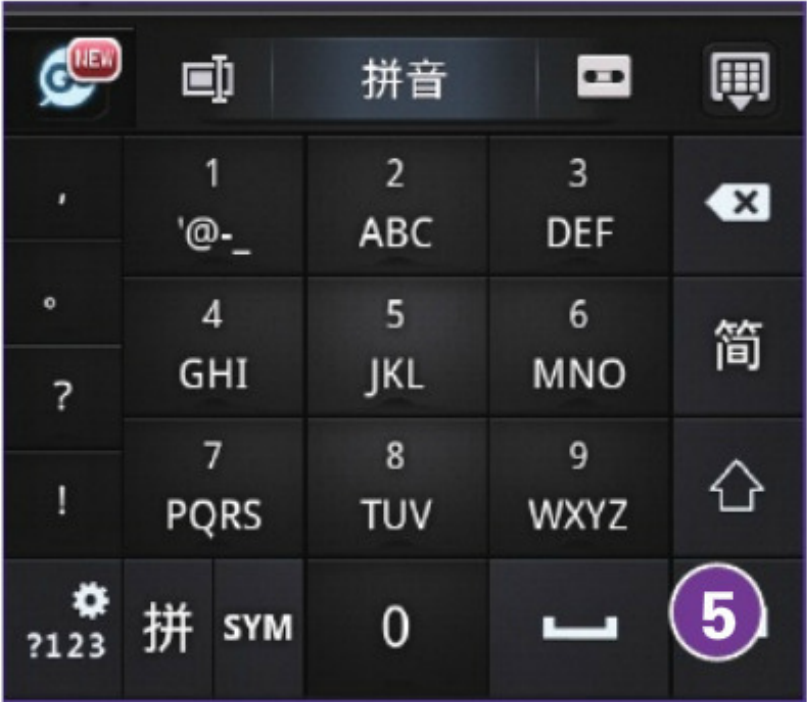 NEW
拼音
,
1
'@-_
2
ABC
3
DEF
。
4
GHI
5
JKL
6
MNO
简
?
7
PQRS
8
TUV
9
WXYZ
!
?123
拼
SYM
0
5